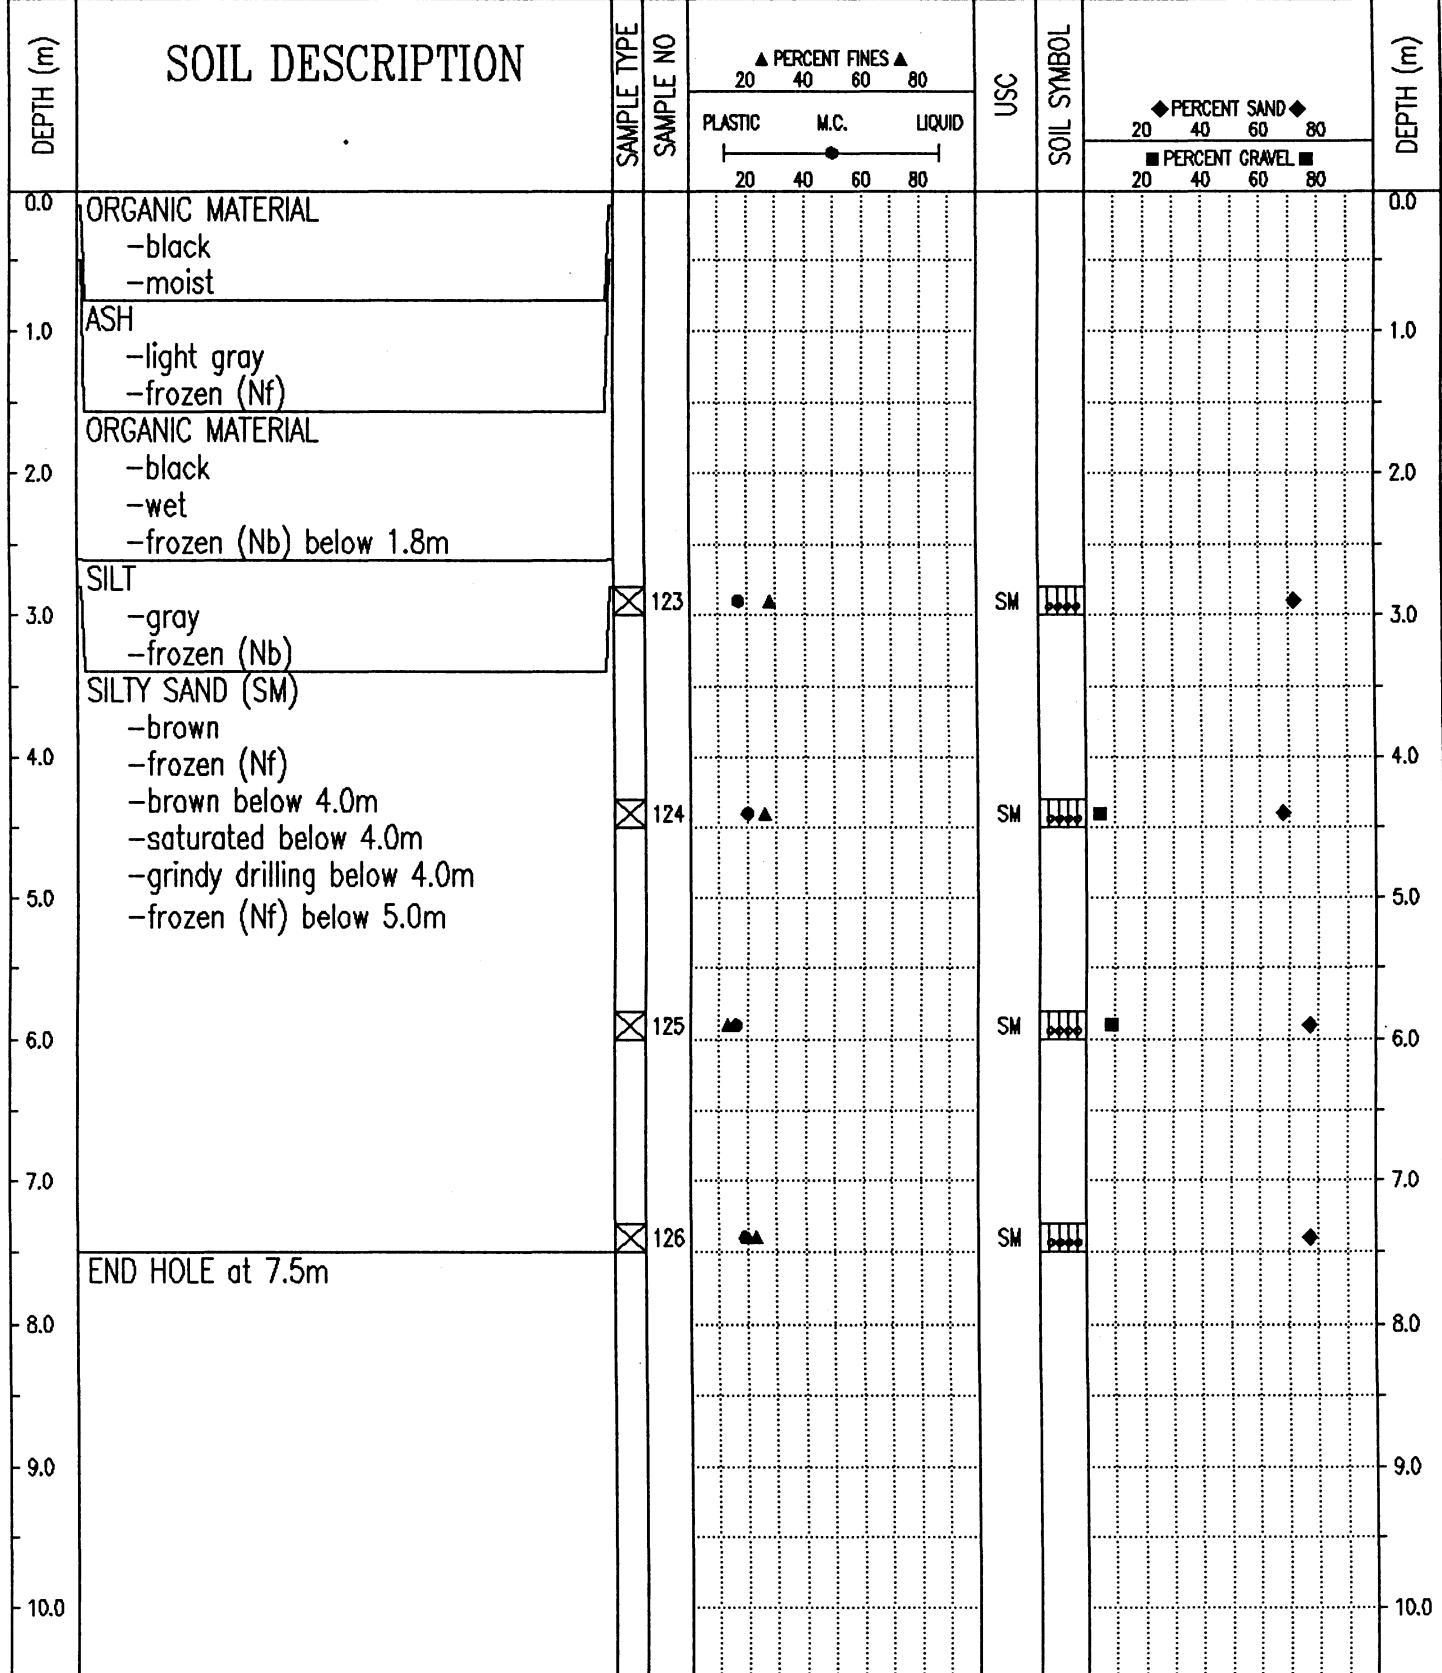 DEPTH (m)
SOIL DESCRIPTION
SAMPLE TYPE
SAMPLE NO
▲ PERCENT FINES ▲
20 40 60 80
PLASTIC M.C. LIQUID
20 40 60 80
USC
SOIL SYMBOL
◆ PERCENT SAND ◆
20 40 60 80
■ PERCENT GRAVEL ■
20 40 60 80
DEPTH (m)
0.0
ORGANIC MATERIAL
0.0
-black
-moist
ASH
1.0
1.0
-light gray
-frozen (Nf)
ORGANIC MATERIAL
2.0
-black
2.0
-wet
-frozen (Nb) below 1.8m
SILT
123
SM
3.0
-gray
3.0
-frozen (Nb)
SILTY SAND (SM)
-brown
4.0
-frozen (Nf)
4.0
-brown below 4.0m
124
SM
-saturated below 4.0m
-grindy drilling below 4.0m
5.0
5.0
-frozen (Nf) below 5.0m
125
SM
6.0
6.0
7.0
7.0
126
SM
END HOLE at 7.5m
8.0
8.0
9.0
9.0
10.0
10.0